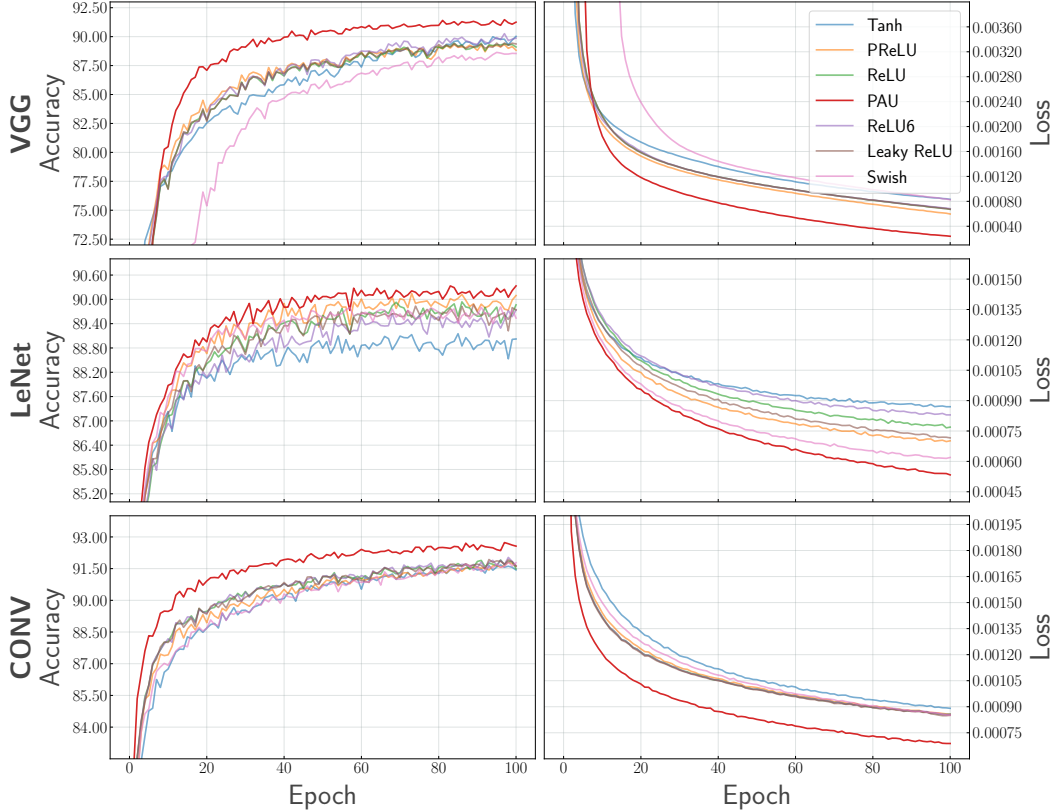 VGG
Accuracy
92.50
90.00
87.50
85.00
82.50
80.00
77.50
75.00
72.50
Tanh
PReLU
ReLU
PAU
ReLU6
Leaky ReLU
Swish
0.00360
0.00320
0.00280
0.00240
0.00200
0.00160
0.00120
0.00080
0.00040
Loss
LeNet
Accuracy
90.60
90.00
89.40
88.80
88.20
87.60
87.00
86.40
85.80
85.20
0.00150
0.00135
0.00120
0.00105
0.00090
0.00075
0.00060
0.00045
Loss
CONV
Accuracy
93.00
91.50
90.00
88.50
87.00
85.50
84.00
0 20 40 60 80 100
Epoch
0.00195
0.00180
0.00165
0.00150
0.00135
0.00120
0.00105
0.00090
0.00075
Loss
0 20 40 60 80 100
Epoch